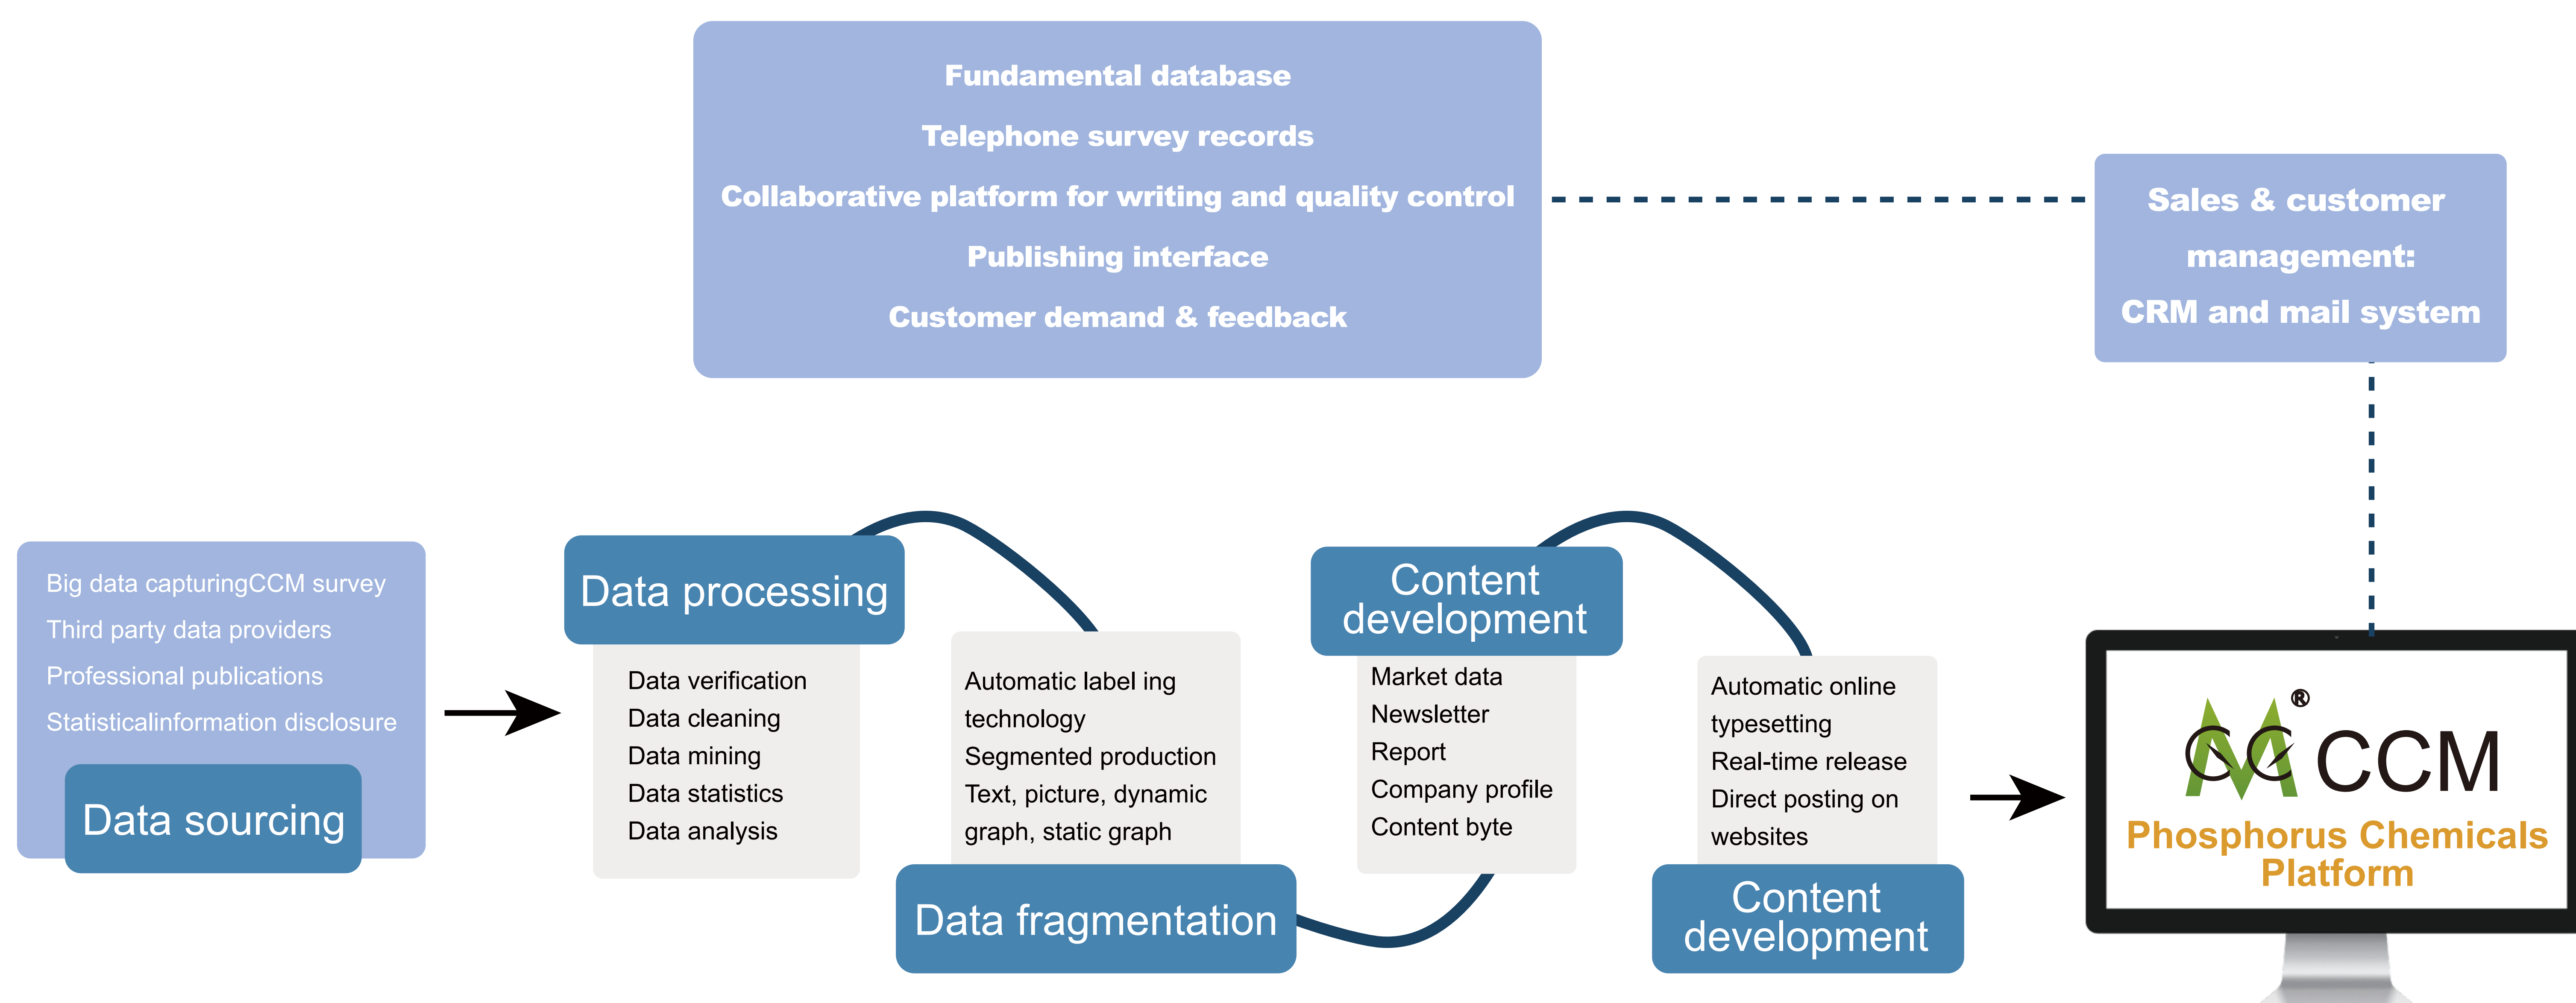 Fundamental database
Telephone survey records
Collaborative platform for writing and quality control
Publishing interface
Customer demand & feedback
Sales & customer
management:
CRM and mail system
Big data capturingCCM survey
Third party data providers
Professional publications
Statisticalinformation disclosure
Data sourcing
Data processing
Data verification
Data cleaning
Data mining
Data statistics
Data analysis
Automatic label ing
technology
Segmented production
Text, picture, dynamic
graph, static graph
Data fragmentation
Content
development
Market data
Newsletter
Report
Company profile
Content byte
Automatic online
typesetting
Real-time release
Direct posting on
websites
Content
development
® CCM
Phosphorus Chemicals
Platform